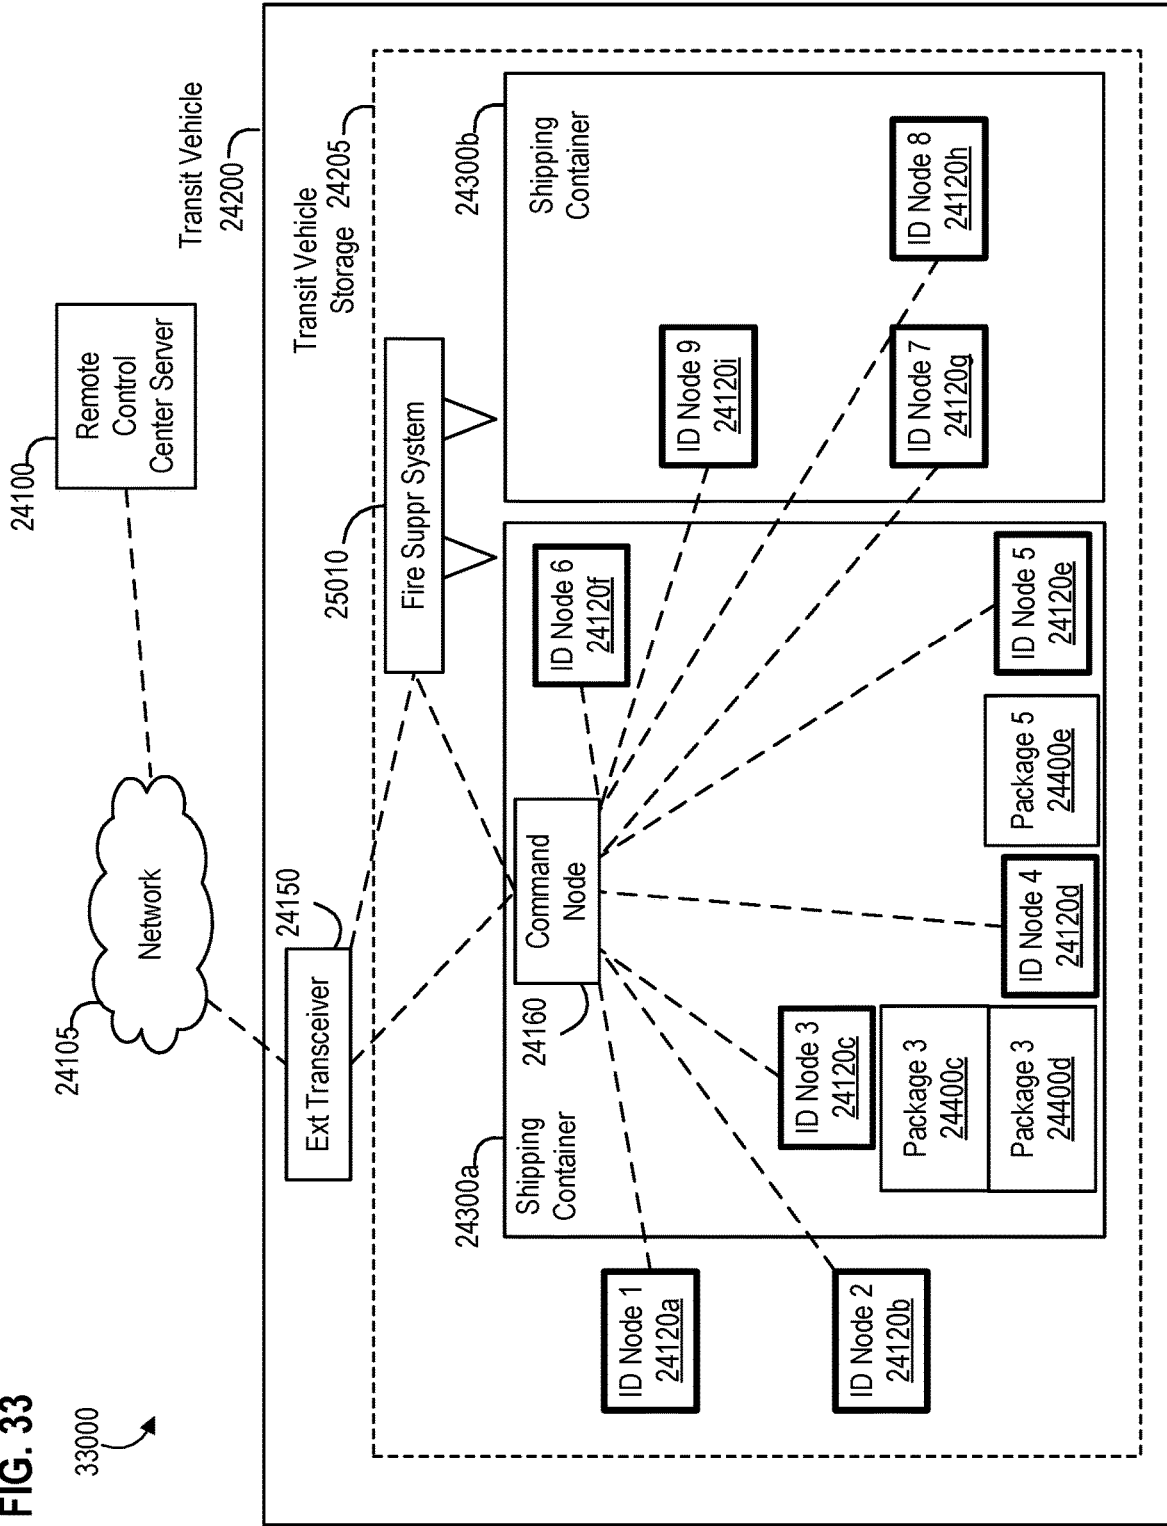 FIG. 33
33000
24100
Remote
Control
Center Server
24105
Network
Transit Vehicle
24200
24150
Ext Transceiver
Transit Vehicle
Storage 24205
25010
Fire Suppr System
24300a
Shipping
Container
24160
Command
Node
24300b
Shipping
Container
ID Node 1
24120a
ID Node 2
24120b
ID Node 3
24120c
Package 3
24400c
Package 3
24400d
ID Node 4
24120d
Package 5
24400e
ID Node 5
24120e
ID Node 6
24120f
ID Node 9
24120i
ID Node 7
24120g
ID Node 8
24120h